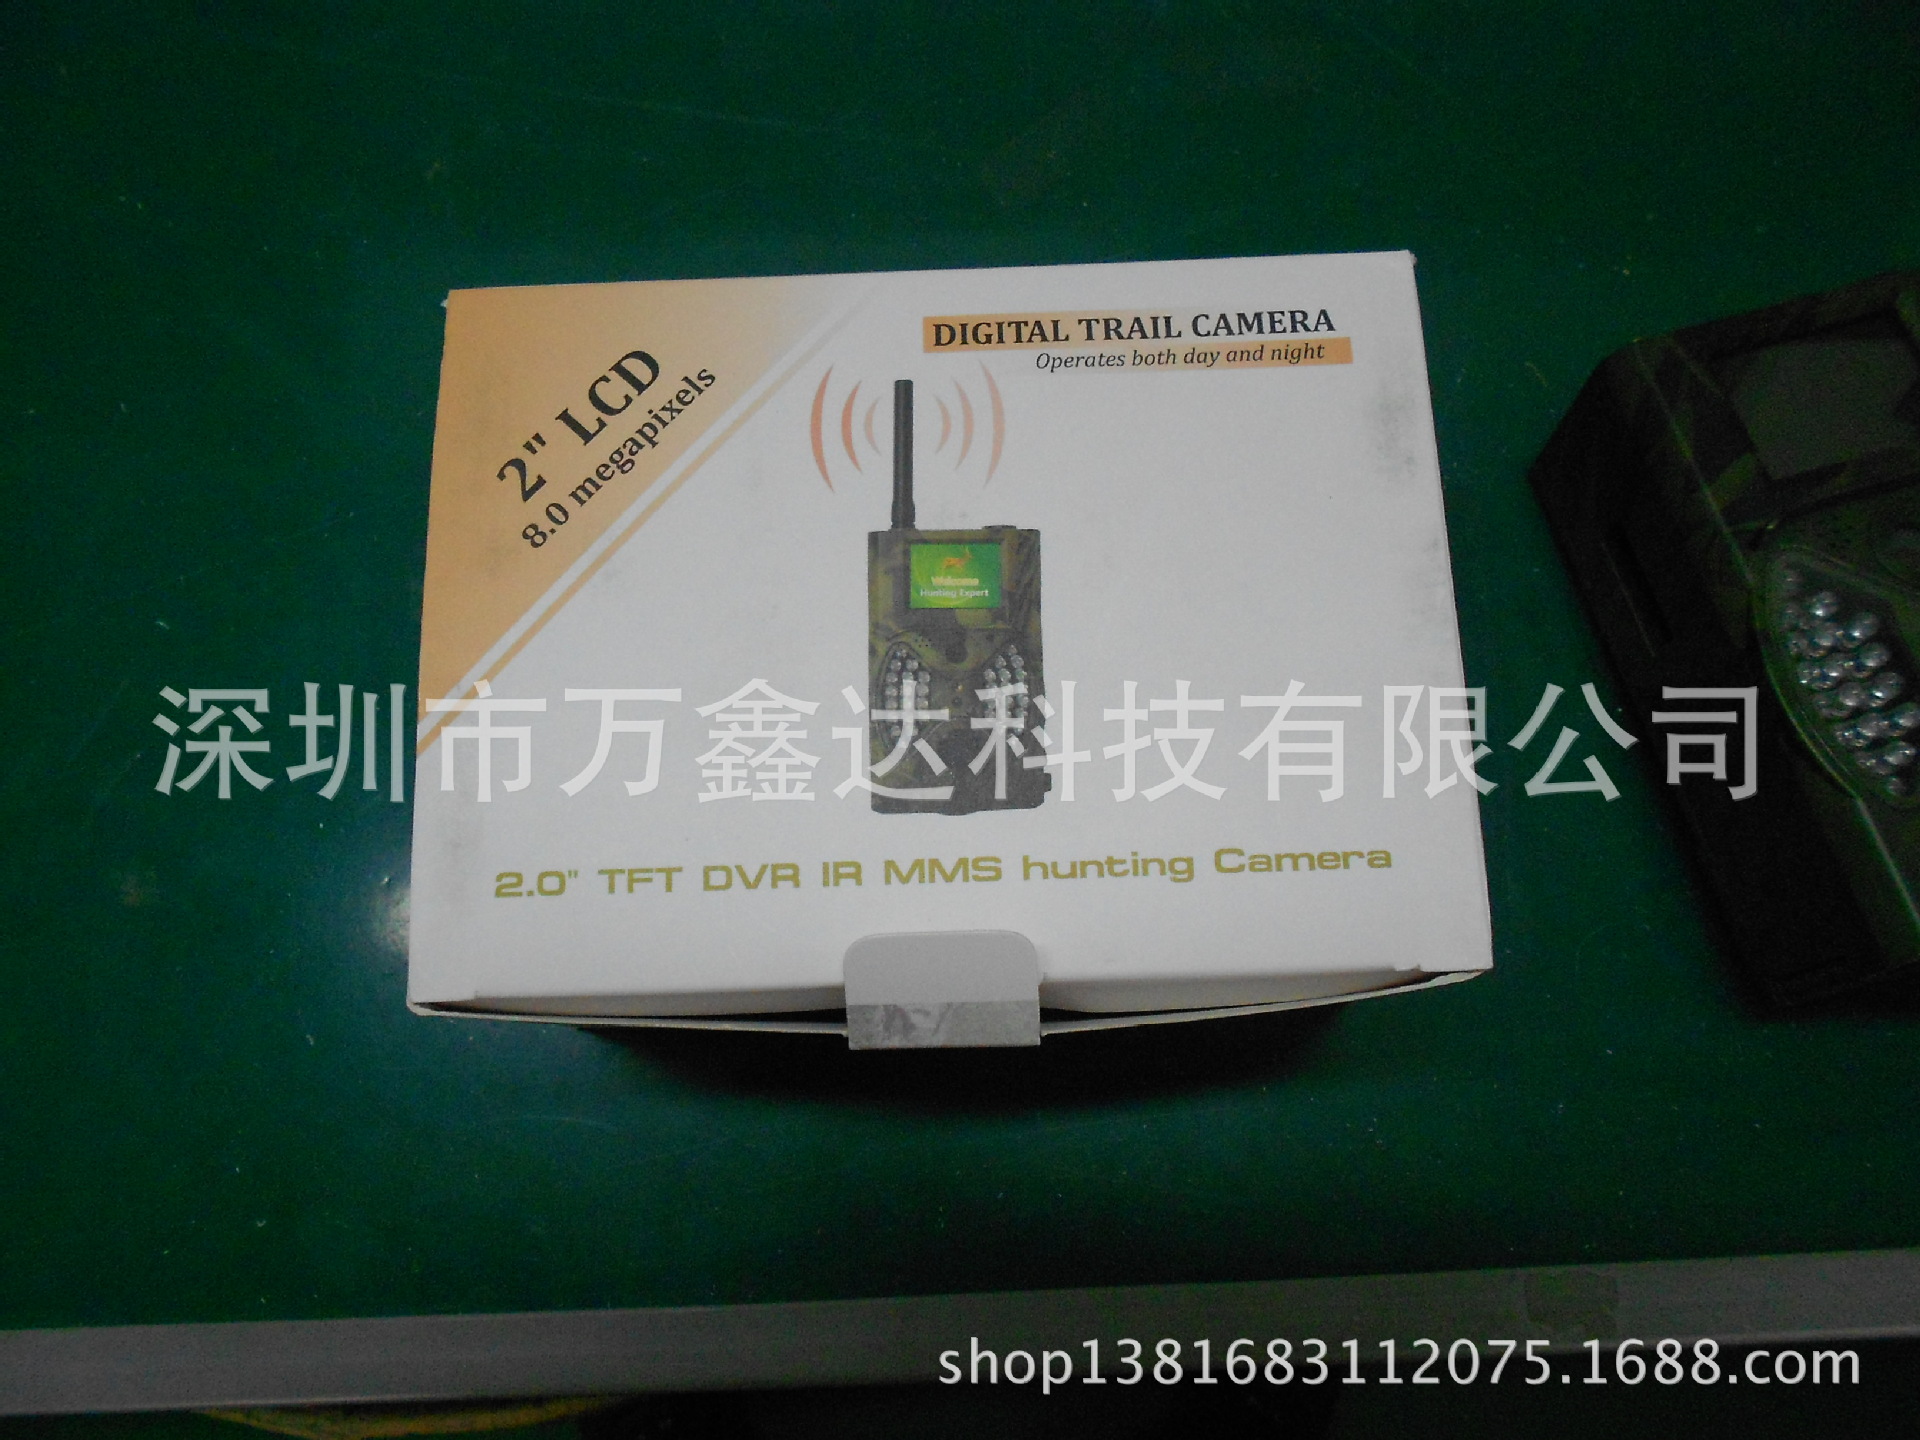 DIGITAL TRAIL CAMERA
Operates both day and night
2" LCD
8.0 megapixels
Welcome
Hunting Expert
深圳市万鑫达科技有限公司
2.0" TFT DVR IR MMS hunting Camera
shop1381683112075.1688.com